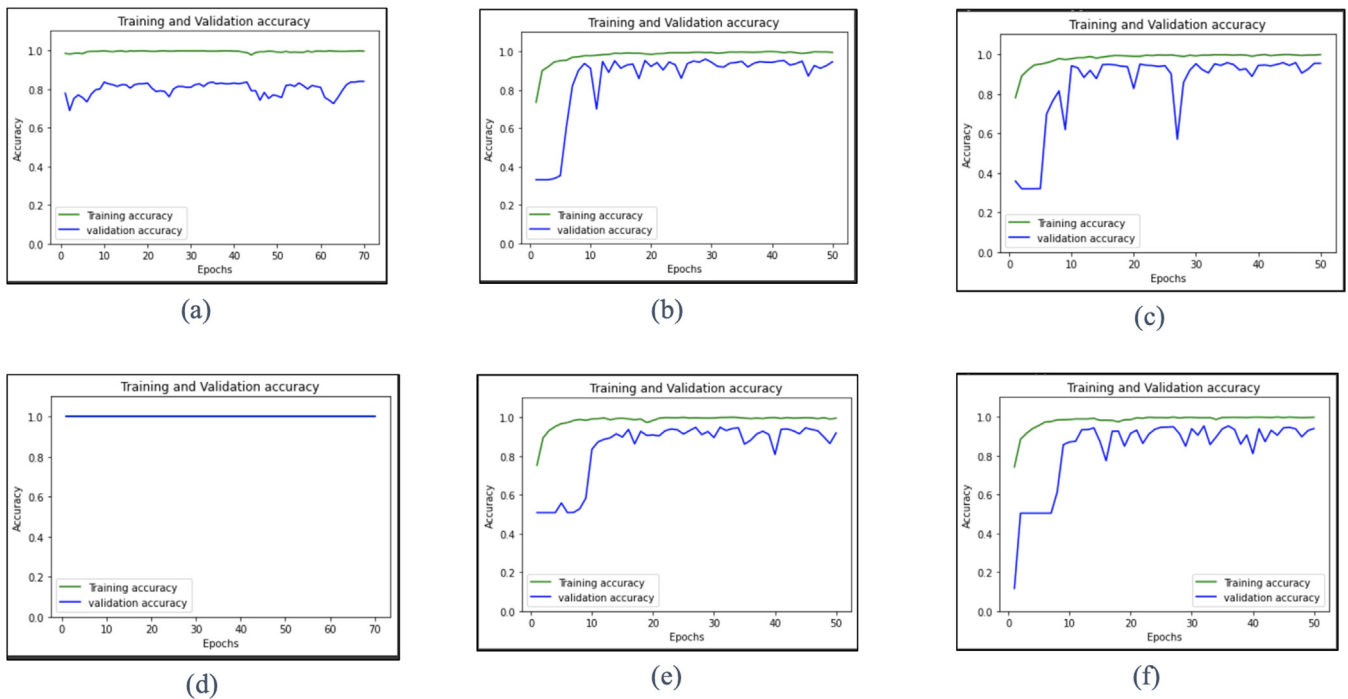 Training and Validation accuracy
1.0
0.8
0.6
0.4
0.2
0.0
Accuracy
Training accuracy
validation accuracy
0 10 20 30 40 50 60 70
Epochs
(a)
Training and Validation accuracy
1.0
0.8
0.6
0.4
0.2
0.0
Accuracy
Training accuracy
validation accuracy
0 10 20 30 40 50
Epochs
(b)
Training and Validation accuracy
1.0
0.8
0.6
0.4
0.2
0.0
Accuracy
Training accuracy
validation accuracy
0 10 20 30 40 50
Epochs
(c)
Training and Validation accuracy
1.0
0.8
0.6
0.4
0.2
0.0
Accuracy
Training accuracy
validation accuracy
0 10 20 30 40 50 60 70
Epochs
(d)
Training and Validation accuracy
1.0
0.8
0.6
0.4
0.2
0.0
Accuracy
Training accuracy
validation accuracy
0 10 20 30 40 50
Epochs
(e)
Training and Validation accuracy
1.0
0.8
0.6
0.4
0.2
0.0
Accuracy
Training accuracy
validation accuracy
0 10 20 30 40 50
Epochs
(f)